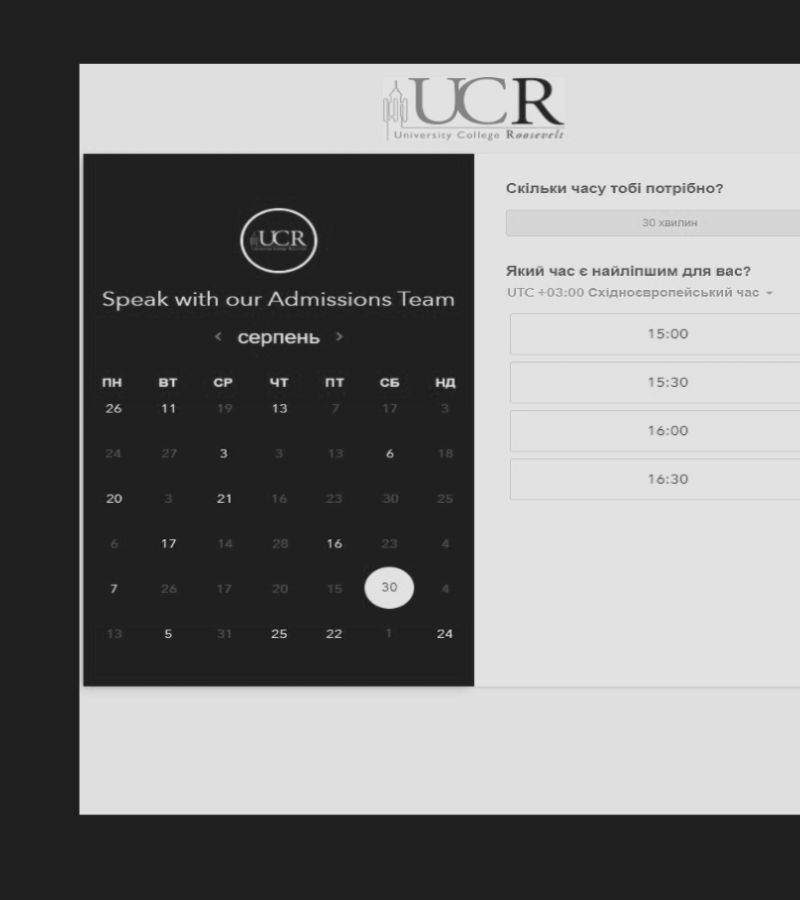 UCR
University College Roosevelt
UCR
Speak with our Admissions Team
< серпень >
ПН ВТ СР ЧТ ПТ СБ НД
26 11 19 13 7 17 3
24 27 3 3 13 6 18
20 3 21 16 23 30 25
6 17 14 28 16 23 4
7 26 17 20 15 30 4
13 5 31 25 22 1 24
Скільки часу тобі потрібно?
30 хвилин
Який час є найліпшим для вас?
UTC +03:00 Східноєвропейський час
15:00
15:30
16:00
16:30